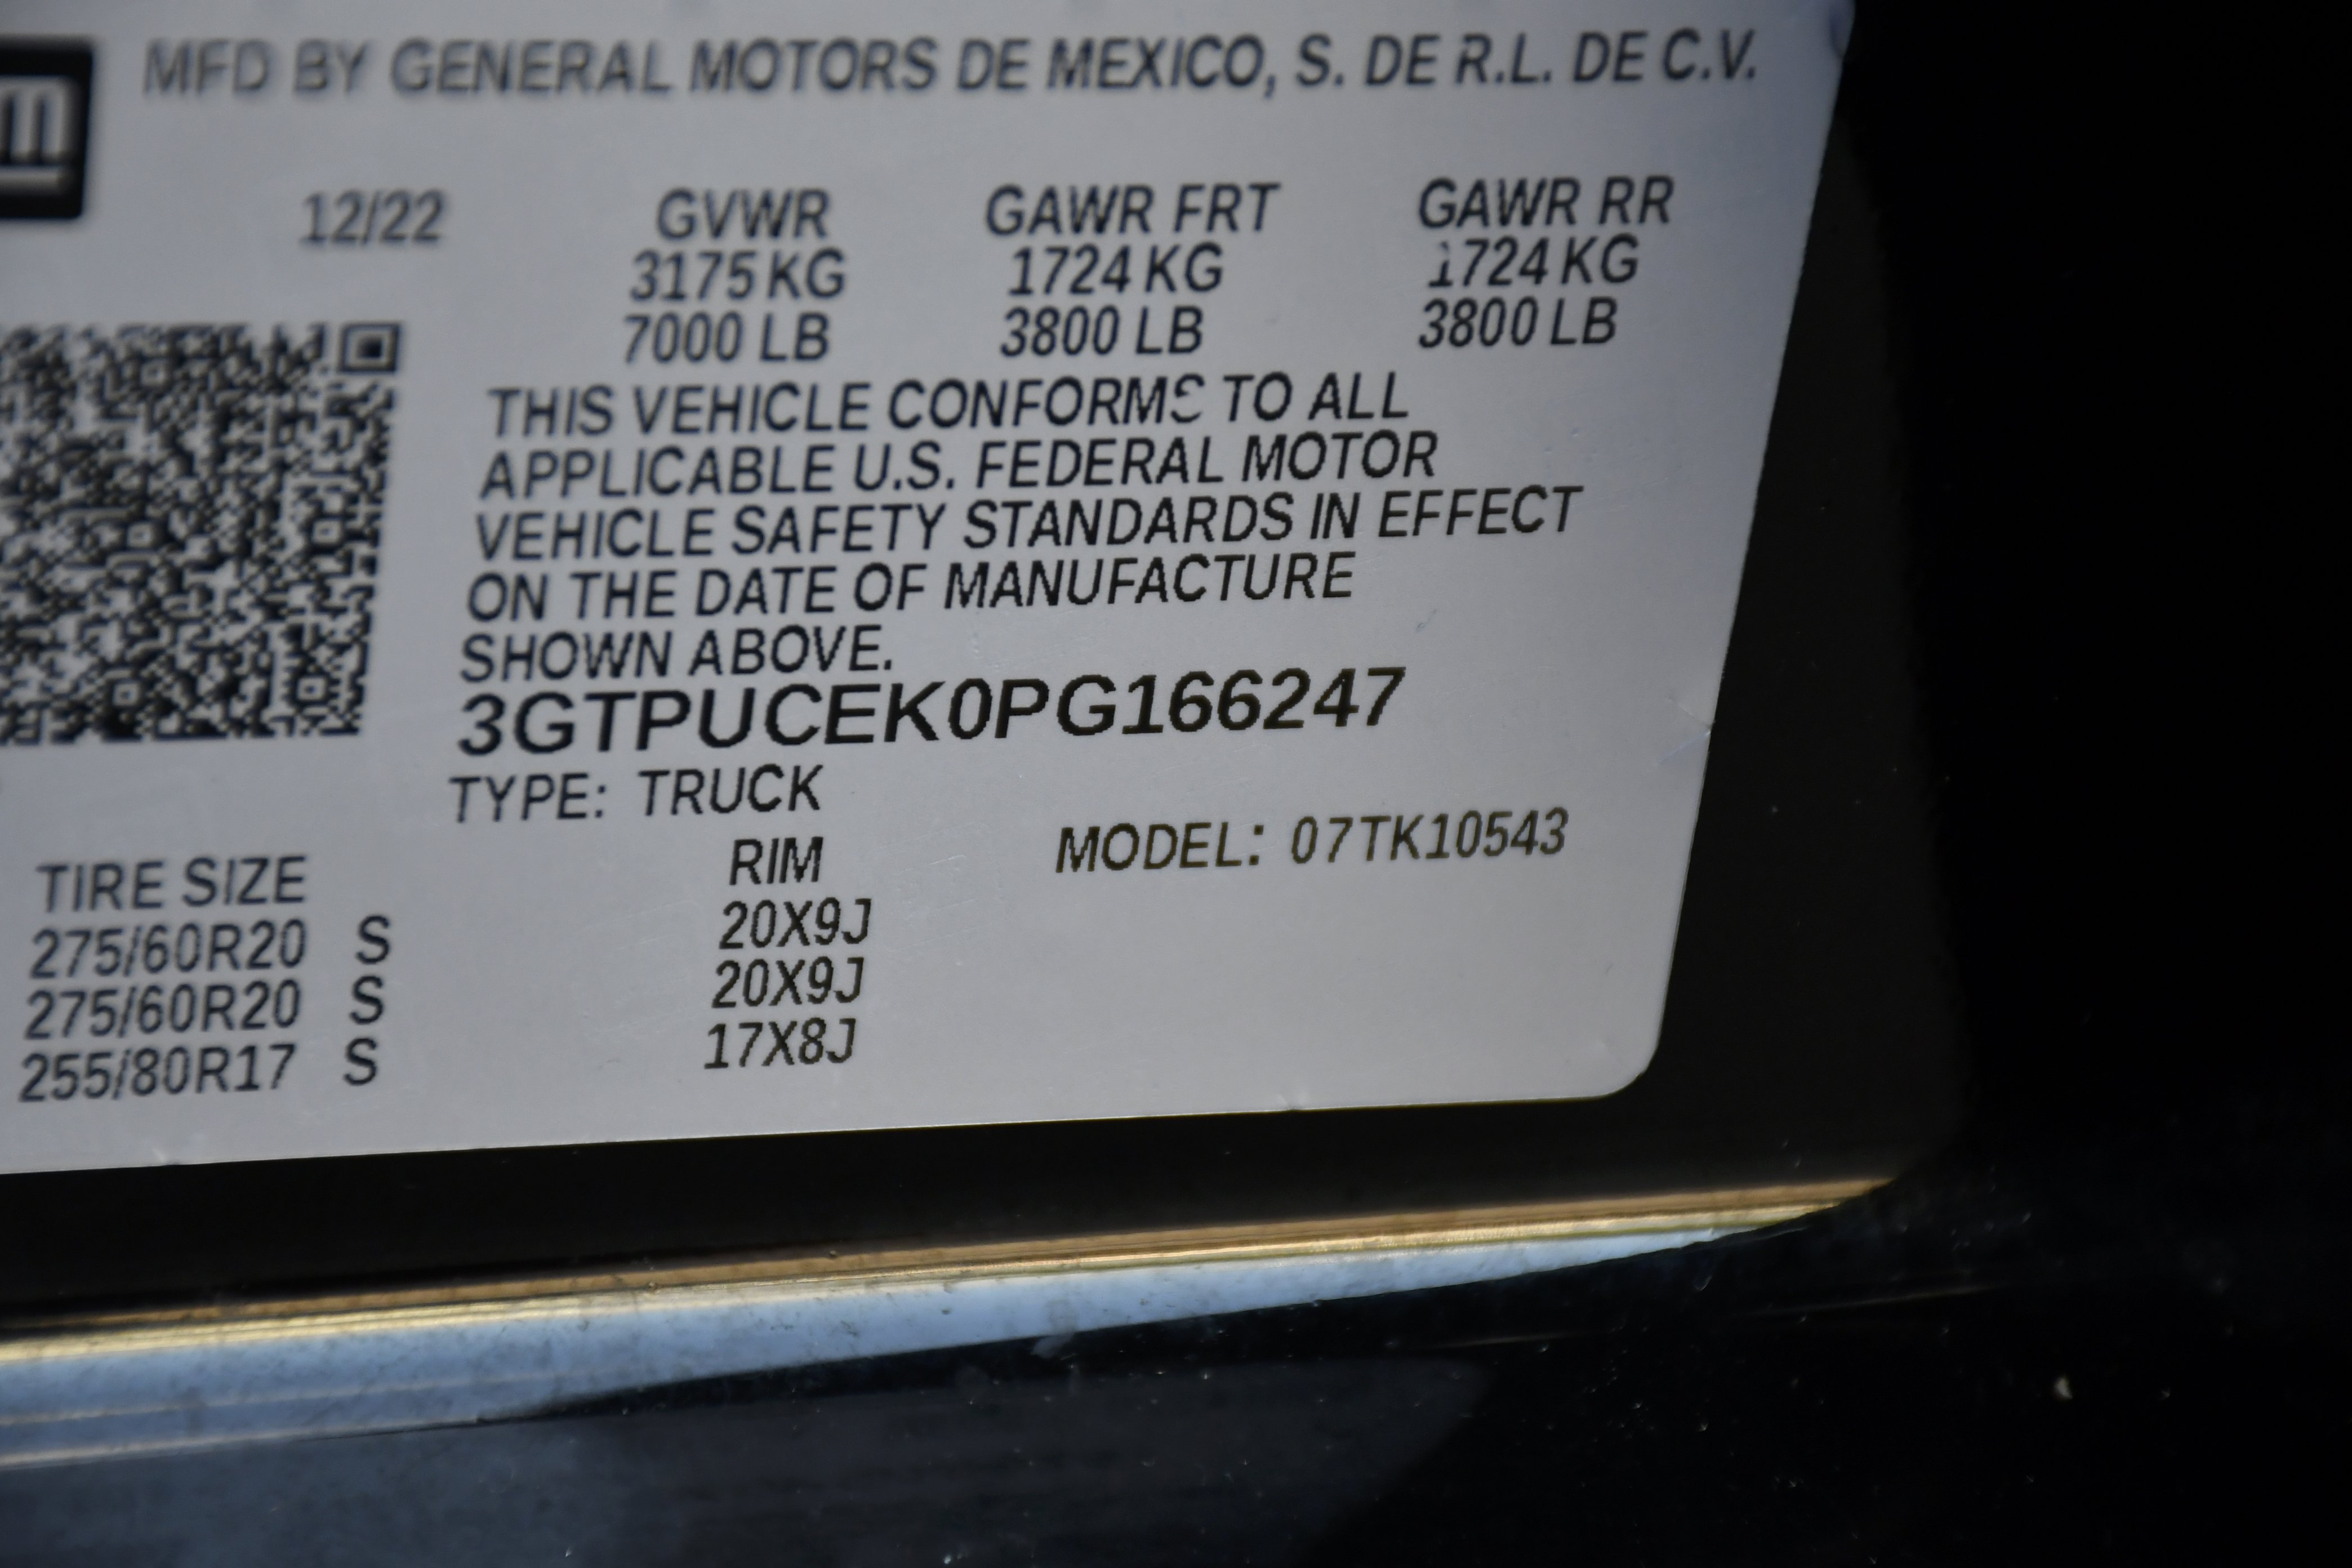 MFD BY GENERAL MOTORS DE MEXICO, S. DE R.L. DE C.V.
gm
12/22 GVWR GAWR FRT GAWR RR
3175 KG 1724 KG 1724 KG
7000 LB 3800 LB 3800 LB
THIS VEHICLE CONFORMS TO ALL
APPLICABLE U.S. FEDERAL MOTOR
VEHICLE SAFETY STANDARDS IN EFFECT
ON THE DATE OF MANUFACTURE
SHOWN ABOVE.
3GTPUCEK0PG166247
TYPE: TRUCK
MODEL: 07TK10543
TIRE SIZE RIM
275/60R20 S 20X9J
275/60R20 S 20X9J
255/80R17 S 17X8J